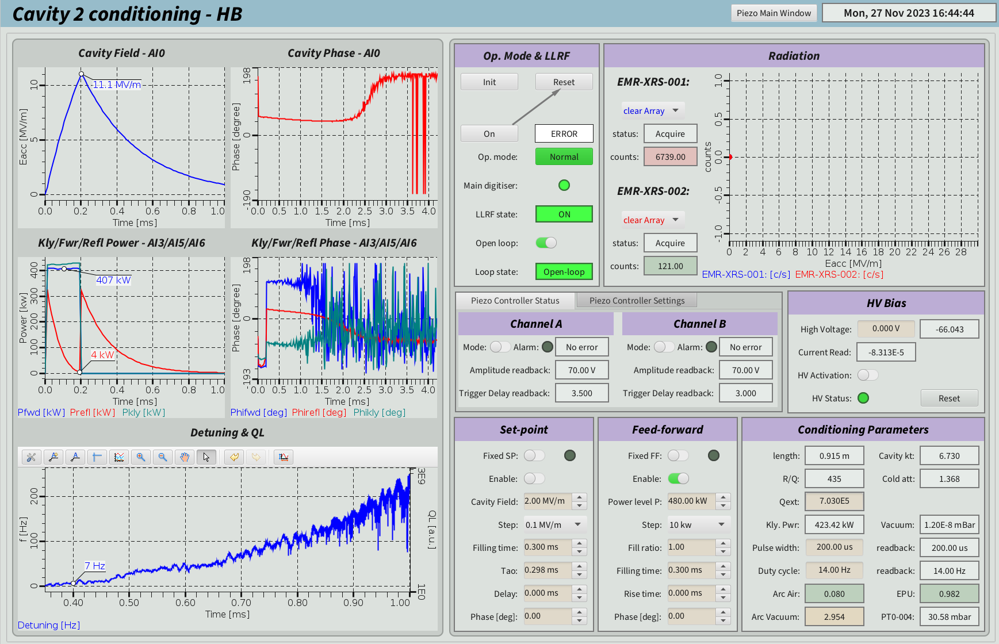 Cavity 2 conditioning - HB
Piezo Main Window
Mon, 27 Nov 2023 16:44:44
Cavity Field - AI0
11.1 MV/m
Eacc [MV/m]
10
5
0
0.0 0.2 0.4 0.6 0.8 1.0
Time [ms]
Cavity Phase - AI0
Phase [degree]
198
0
-190
-0.0 0.5 1.0 1.5 2.0 2.5 3.0 3.5 4.0
Time [ms]
Kly/Fwr/Refl Power - AI3/AI5/AI6
407 kW
4 kW
Power [kw]
400
300
200
100
0
0.0 0.2 0.4 0.6 0.8 1.0
Time [ms]
Pfwd [kW] Prefl [kW] Pkly [kW]
Kly/Fwr/Refl Phase - AI3/AI5/AI6
Phase [degree]
198
0
-193
-0.0 0.5 1.0 1.5 2.0 2.5 3.0 3.5 4.0
Time [ms]
Phifwd [deg] Phirefl [deg] Phikly [deg]
Detuning & QL
7 Hz
f [Hz]
200
100
0
3E9
1E0
QL [a.u.]
0.40 0.50 0.60 0.70 0.80 0.90 1.00
Time [ms]
Detuning [Hz]
Op. Mode & LLRF
Init Reset
On ERROR
Op. mode: Normal
Main digitiser:
LLRF state: ON
Open loop:
Loop state: Open-loop
Radiation
EMR-XRS-001:
clear Array
status: Acquire
counts: 6739.00
EMR-XRS-002:
clear Array
status: Acquire
counts: 121.00
counts
1.0
0.5
0.0
-0.5
-1.0
0 2 4 6 8 10 12 14 16 18 20 22 24 26 28
Eacc [MV/m]
EMR-XRS-001: [c/s] EMR-XRS-002: [c/s]
Piezo Controller Status Piezo Controller Settings
Channel A
Mode: Alarm: No error
Amplitude readback: 70.00 V
Trigger Delay readback: 3.500
Channel B
Mode: Alarm: No error
Amplitude readback: 70.00 V
Trigger Delay readback: 3.000
HV Bias
High Voltage: 0.000 V -66.043
Current Read: -8.313E-5
HV Activation:
HV Status: Reset
Set-point
Fixed SP:
Enable:
Cavity Field: 2.00 MV/m
Step: 0.1 MV/m
Filling time: 0.300 ms
Tao: 0.298 ms
Delay: 0.000 ms
Phase [deg]: 0.00
Feed-forward
Fixed FF:
Enable:
Power level P: 480.00 kW
Step: 10 kw
Fill ratio: 1.00
Filling time: 0.300 ms
Rise time: 0.000 ms
Phase [deg]: 0.00
Conditioning Parameters
length: 0.915 m Cavity kt: 6.730
R/Q: 435 Cold att: 1.368
Qext: 7.030E5
Kly. Pwr: 423.42 kW Vacuum: 1.20E-8 mBar
Pulse width: 200.00 us readback: 200.00 us
Duty cycle: 14.00 Hz readback: 14.00 Hz
Arc Air: 0.080 EPU: 0.982
Arc Vacuum: 2.954 PT0-004: 30.58 mbar